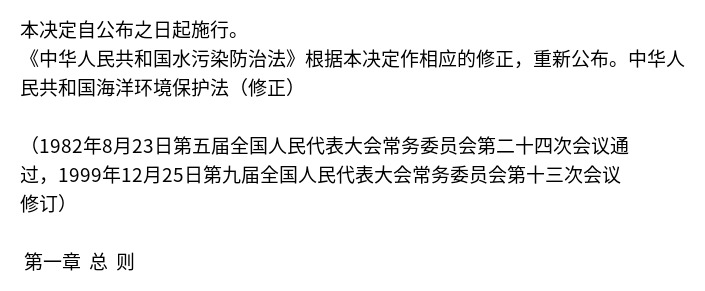 本决定自公布之日起施行。
《中华人民共和国水污染防治法》根据本决定作相应的修正，重新公布。中华人
民共和国海洋环境保护法（修正）
（1982年8月23日第五届全国人民代表大会常务委员会第二十四次会议通
过，1999年12月25日第九届全国人民代表大会常务委员会第十三次会议
修订）
第一章 总 则